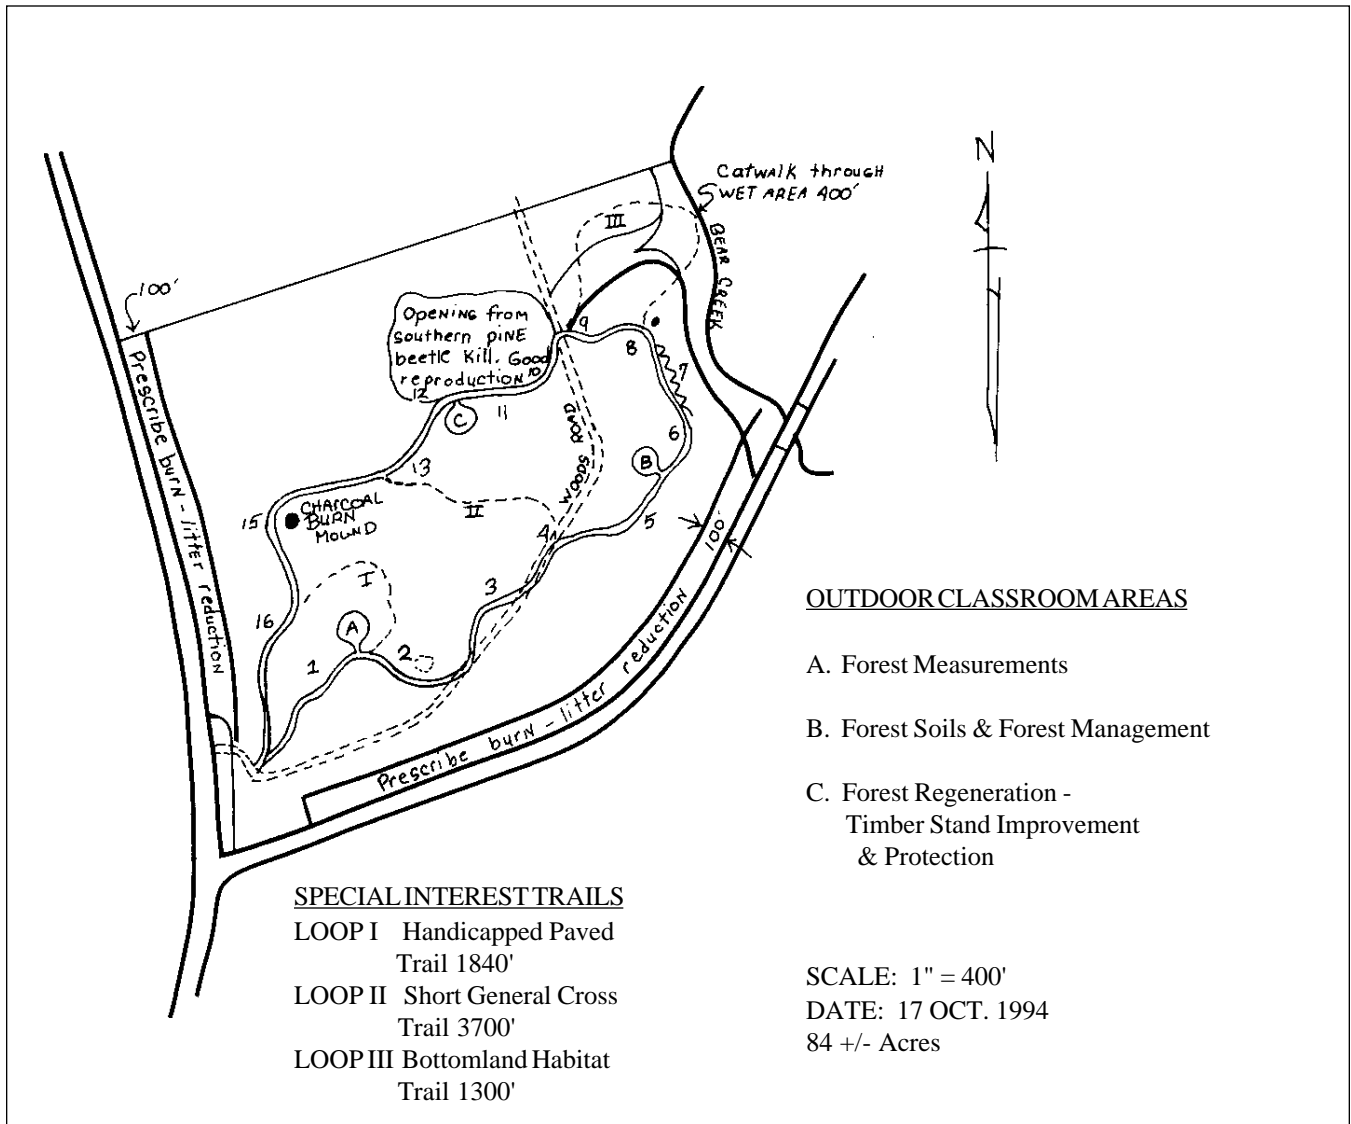 N
Catwalk through
WET AREA 400'
III
BEAR CREEK
100'
Opening from
southern pine
beetle kill. Good
reproduction
9
8
10
12
7
11
C
Prescribe burn - litter reduction
WOODS ROAD
6
13
B
II
CHARCOAL
BURN
MOUND
15
5
100'
4
I
3
16
A
2
1
Prescribe burn - litter reduction
OUTDOOR CLASSROOM AREAS
A. Forest Measurements
B. Forest Soils & Forest Management
C. Forest Regeneration -
Timber Stand Improvement
& Protection
SPECIAL INTEREST TRAILS
LOOP I Handicapped Paved
Trail 1840'
LOOP II Short General Cross
Trail 3700'
LOOP III Bottomland Habitat
Trail 1300'
SCALE: 1" = 400'
DATE: 17 OCT. 1994
84 +/- Acres